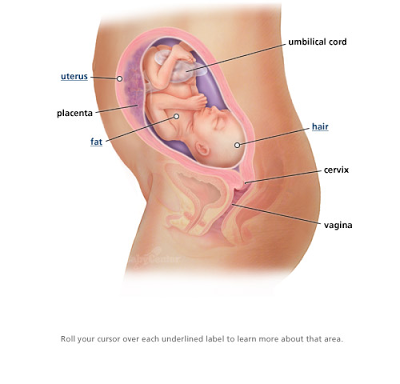 umbilical cord
uterus
placenta
hair
fat
cervix
vagina
Roll your cursor over each underlined label to learn more about that area.